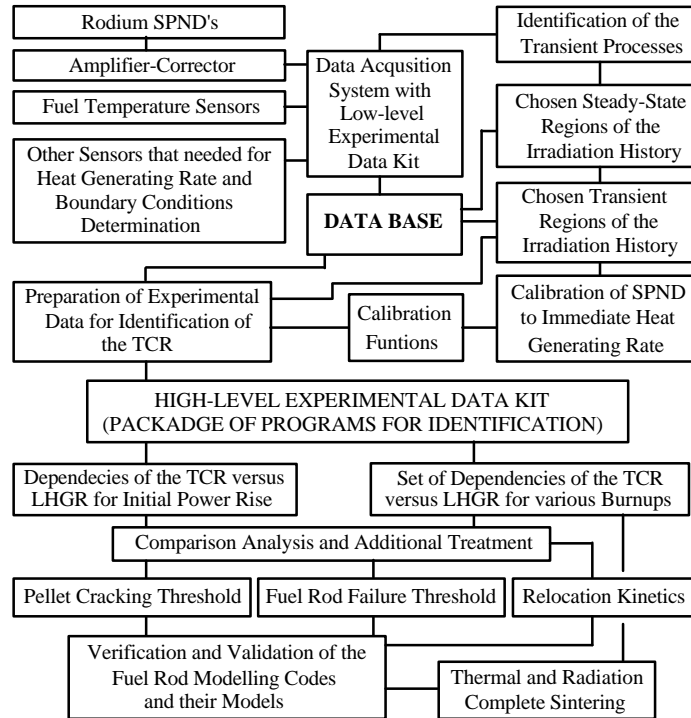 Rodium SPND's
Amplifier-Corrector
Fuel Temperature Sensors
Other Sensors that needed for
Heat Generating Rate and
Boundary Conditions
Determination
Data Acqusition
System with
Low-level
Experimental
Data Kit
Identification of the
Transient Processes
Chosen Steady-State
Regions of the
Irradiation History
DATA BASE
Chosen Transient
Regions of the
Irradiation History
Preparation of Experimental
Data for Identification of
the TCR
Calibration
Funtions
Calibration of SPND
to Immediate Heat
Generating Rate
HIGH-LEVEL EXPERIMENTAL DATA KIT
(PACKADGE OF PROGRAMS FOR IDENTIFICATION)
Dependecies of the TCR versus
LHGR for Initial Power Rise
Set of Dependencies of the TCR
versus LHGR for various Burnups
Comparison Analysis and Additional Treatment
Pellet Cracking Threshold
Fuel Rod Failure Threshold
Relocation Kinetics
Verification and Validation of the
Fuel Rod Modelling Codes
and their Models
Thermal and Radiation
Complete Sintering